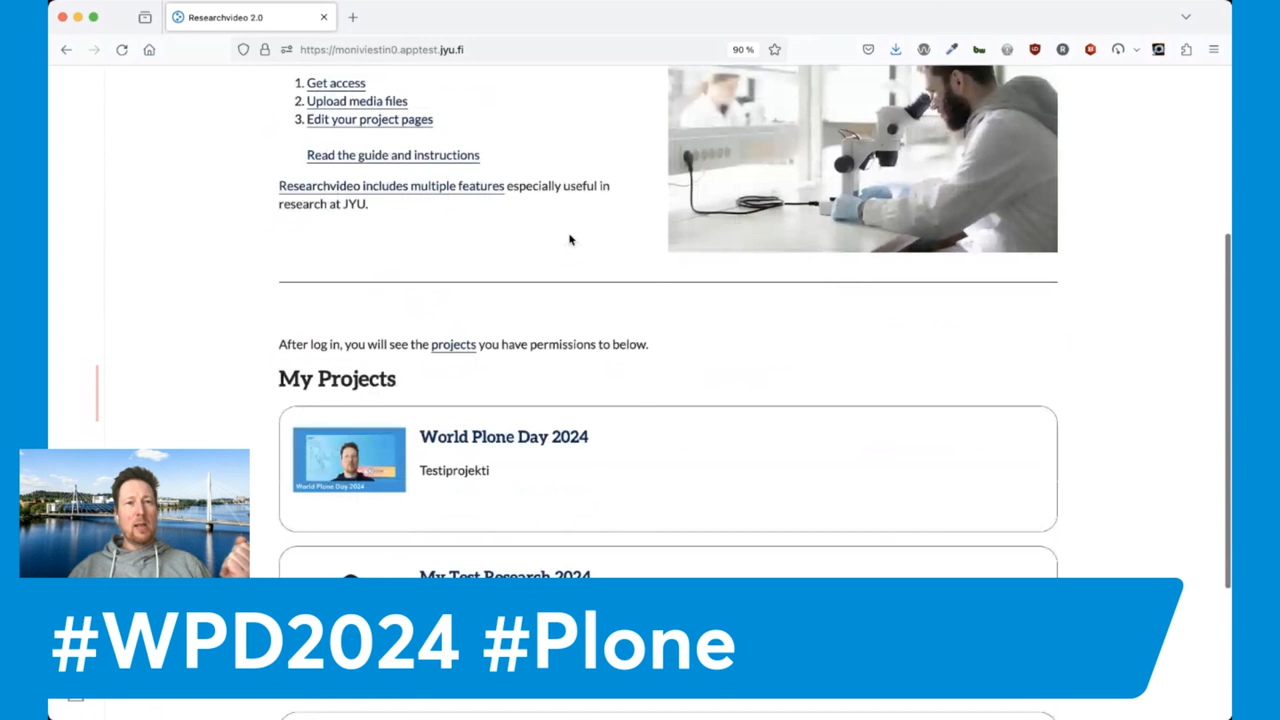 Researchvideo 2.0
https://moniviestin0.apptest.jyu.fi
90 %
1. Get access
2. Upload media files
3. Edit your project pages
Read the guide and instructions
Researchvideo includes multiple features especially useful in
research at JYU.
After log in, you will see the projects you have permissions to below.
My Projects
World Plone Day 2024
Testiprojekti
World Plone Day 2024
My Test Research 2024
#WPD2024 #Plone